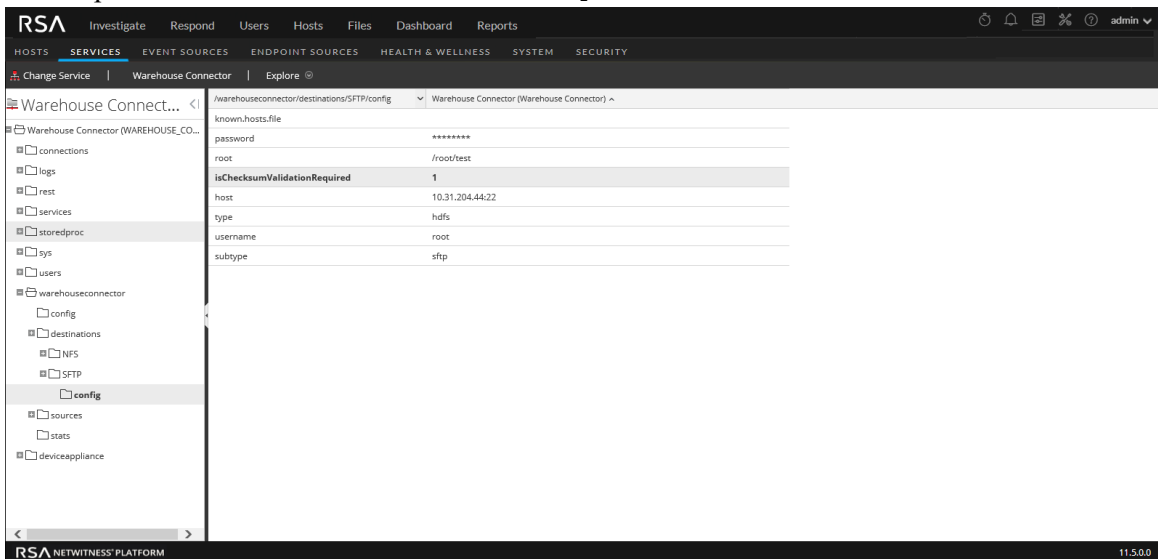 RSA Investigate Respond Users Hosts Files Dashboard Reports admin
HOSTS SERVICES EVENT SOURCES ENDPOINT SOURCES HEALTH & WELLNESS SYSTEM SECURITY
Change Service | Warehouse Connector | Explore
Warehouse Connect...
Warehouse Connector (WAREHOUSE_CO...
connections
logs
rest
services
storedproc
sys
users
warehouseconnector
config
destinations
NFS
SFTP
config
sources
stats
deviceappliance
/warehouseconnector/destinations/SFTP/config Warehouse Connector (Warehouse Connector)
known.hosts.file
password ********
root /root/test
isChecksumValidationRequired 1
host 10.31.204.44:22
type hdfs
username root
subtype sftp
RSA NETWITNESS® PLATFORM 11.5.0.0